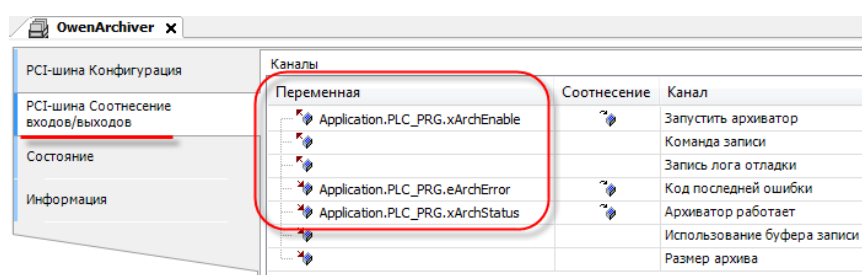 OwenArchiver x
PCI-шина Конфигурация
PCI-шина Соотнесение
входов/выходов
Состояние
Информация
Каналы
Переменная Соотнесение Канал
Application.PLC_PRG.xArchEnable Запустить архиватор
Команда записи
Запись лога отладки
Application.PLC_PRG.eArchError Код последней ошибки
Application.PLC_PRG.xArchStatus Архиватор работает
Использование буфера записи
Размер архива